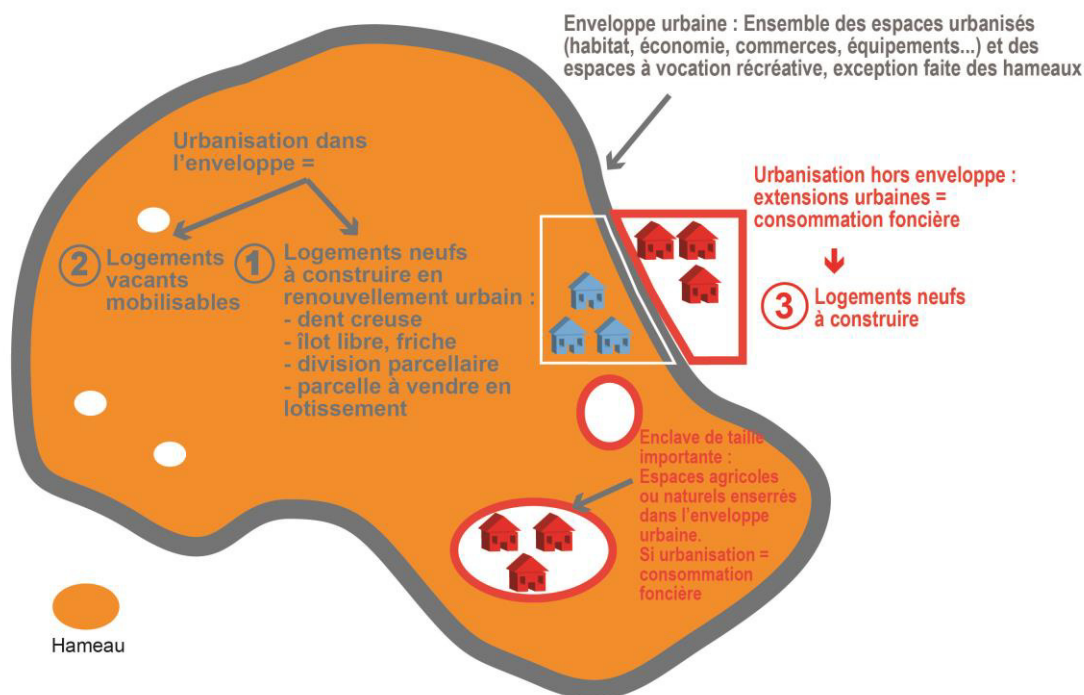 Enveloppe urbaine : Ensemble des espaces urbanisés
(habitat, économie, commerces, équipements...) et des
espaces à vocation récréative, exception faite des hameaux
Urbanisation dans
l'enveloppe =
2
Logements
vacants
mobilisables
1
Logements neufs
à construire en
renouvellement urbain :
- dent creuse
- îlot libre, friche
- division parcellaire
- parcelle à vendre en
lotissement
Urbanisation hors enveloppe :
extensions urbaines =
consommation foncière
3
Logements neufs
à construire
Enclave de taille
importante :
Espaces agricoles
ou naturels enserrés
dans l'enveloppe
urbaine.
Si urbanisation =
consommation
foncière
Hameau